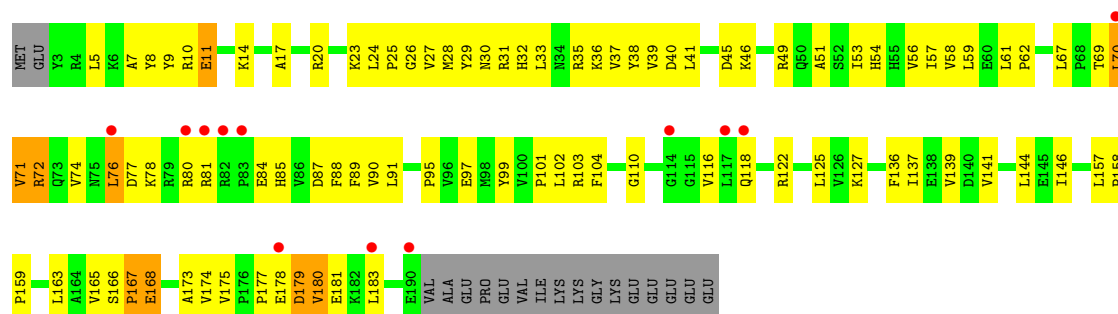 MET GLU Y3 R4 L5 K6 A7 Y8 Y9 R10 E11 K14 A17 R20 K23 L24 P25 G26 V27 M28 Y29 N30 R31 H32 L33 N34 R35 K36 V37 Y38 V39 D40 L41 D45 K46 R49 Q50 A51 S52 I53 H54 H55 V56 I57 V58 L59 E60 L61 P62 L67 P68 T69 L70
V71 R72 Q73 V74 N75 L76 D77 K78 R79 R80 R81 R82 P83 E84 H85 V86 D87 F88 F89 V90 L91 P95 V96 E97 M98 Y99 V100 P101 L102 R103 F104 G110 G114 G115 V116 L117 Q118 R122 L125 V126 K127 F136 I137 E138 V139 D140 V141 L144 E145 I146 L157 P158
P159 L163 A164 V165 S166 P167 E168 A173 V174 V175 P176 P177 E178 D179 V180 E181 K182 L183 E190 VAL ALA GLU PRO GLU VAL ILE LYS LYS GLY LYS GLU GLU GLU GLU